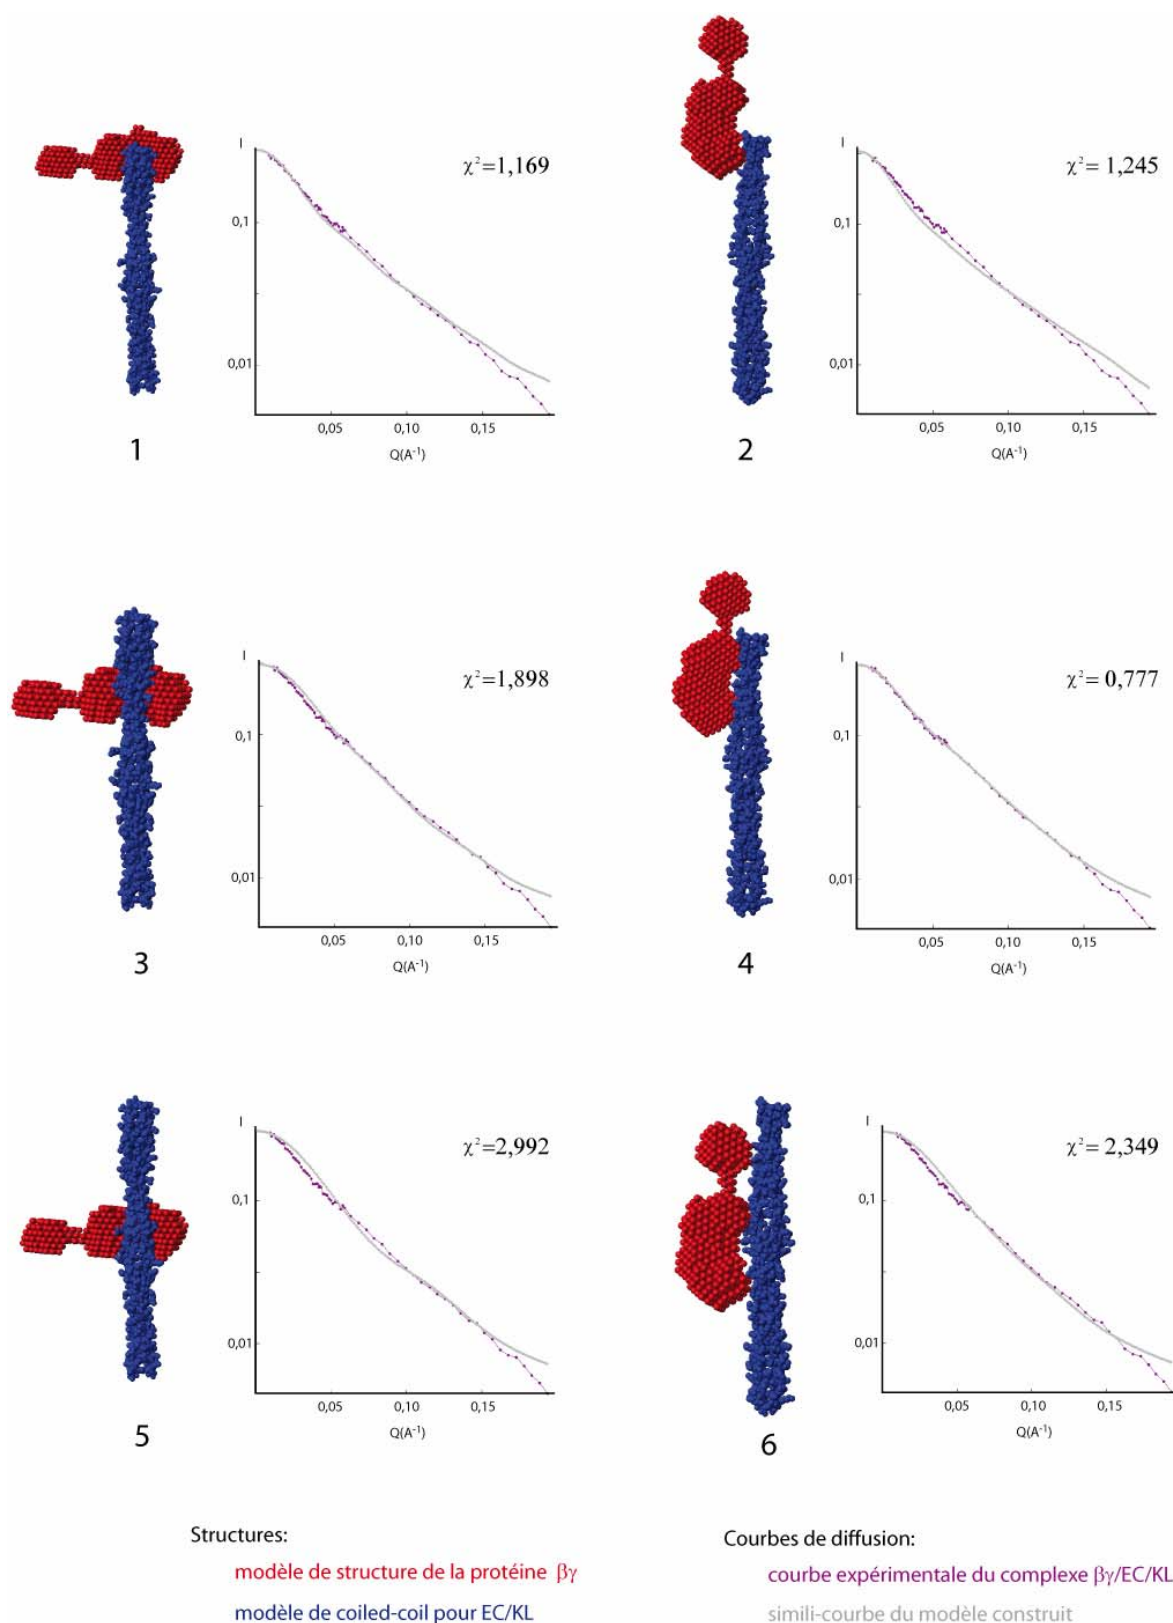 I
χ²=1,169
0,1
0,01
0,05 0,10 0,15
Q(A⁻¹)
1
I
χ²= 1,245
0,1
0,01
0,05 0,10 0,15
Q(A⁻¹)
2
I
χ²=1,898
0,1
0,01
0,05 0,10 0,15
Q(A⁻¹)
3
I
χ²= 0,777
0,1
0,01
0,05 0,10 0,15
Q(A⁻¹)
4
I
χ²=2,992
0,1
0,01
0,05 0,10 0,15
Q(A⁻¹)
5
I
χ²= 2,349
0,1
0,01
0,05 0,10 0,15
Q(A⁻¹)
6
Structures:
modèle de structure de la protéine βγ
modèle de coiled-coil pour EC/KL
Courbes de diffusion:
courbe expérimentale du complexe βγ/EC/KL
simili-courbe du modèle construit